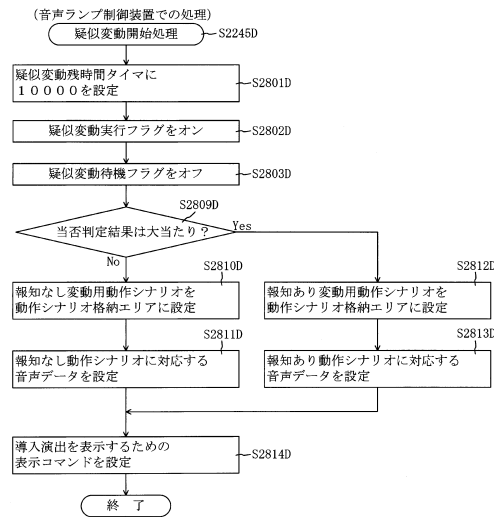 (音声ランプ制御装置での処理)
疑似変動開始処理
S2245D
疑似変動残時間タイマに
10000を設定
S2801D
疑似変動実行フラグをオン
S2802D
疑似変動待機フラグをオフ
S2803D
S2809D
当否判定結果は大当たり?
Yes
No
S2810D
報知なし変動用動作シナリオを
動作シナリオ格納エリアに設定
S2812D
報知あり変動用動作シナリオを
動作シナリオ格納エリアに設定
S2811D
報知なし動作シナリオに対応する
音声データを設定
S2813D
報知あり動作シナリオに対応する
音声データを設定
導入演出を表示するための
表示コマンドを設定
S2814D
終了